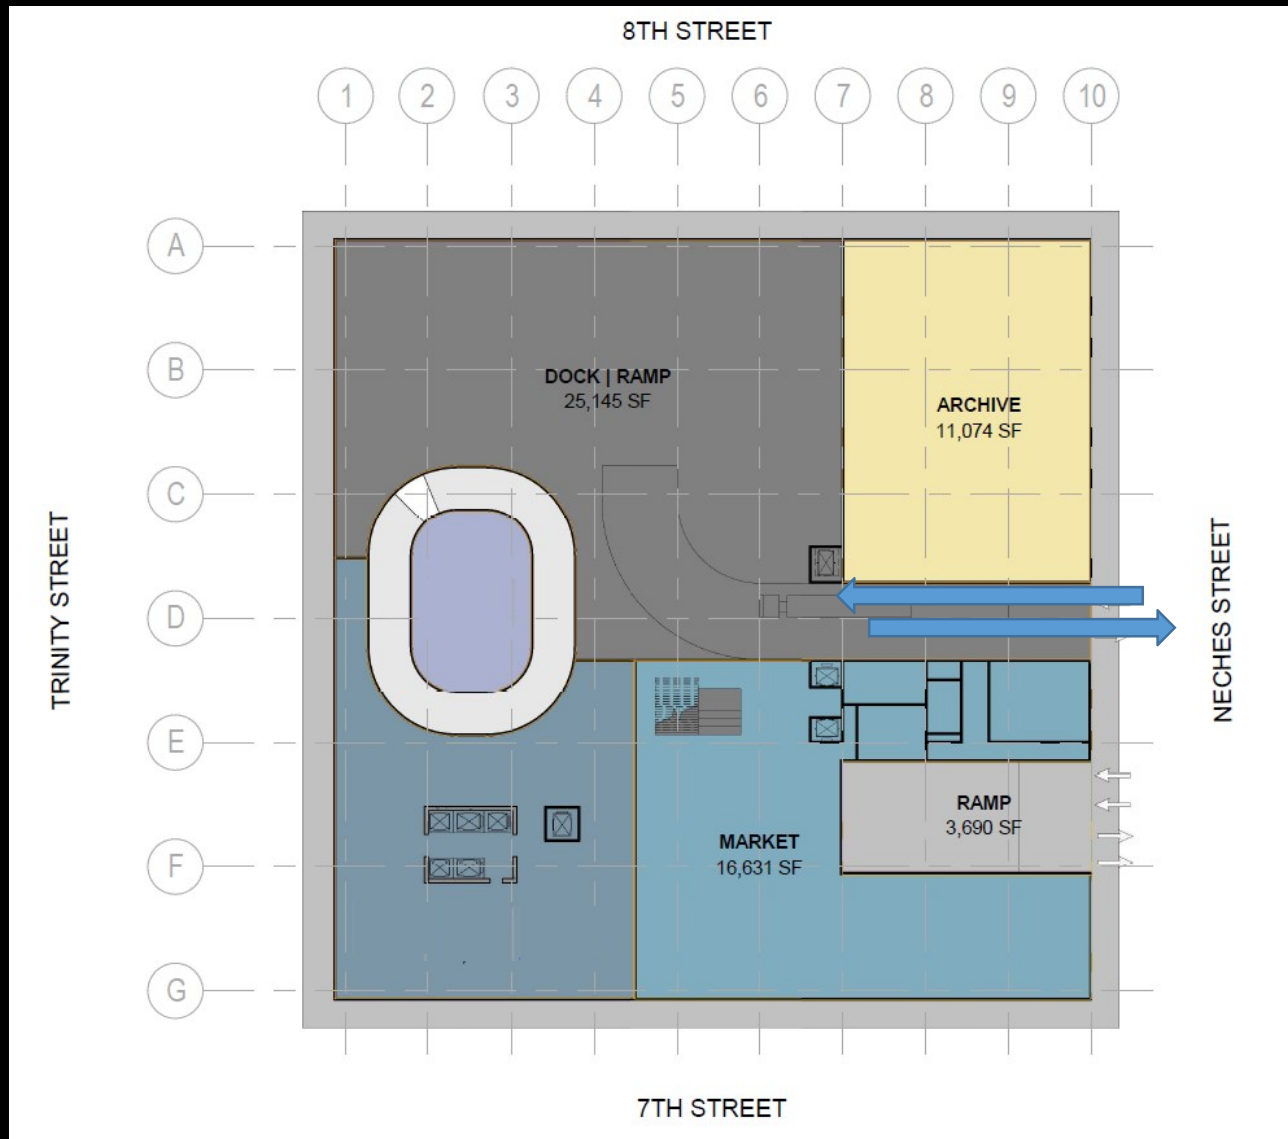 8TH STREET
1 2 3 4 5 6 7 8 9 10
A
B
DOCK | RAMP
25,145 SF
ARCHIVE
11,074 SF
C
TRINITY STREET
NECHES STREET
D
E
RAMP
3,690 SF
MARKET
16,631 SF
F
G
7TH STREET